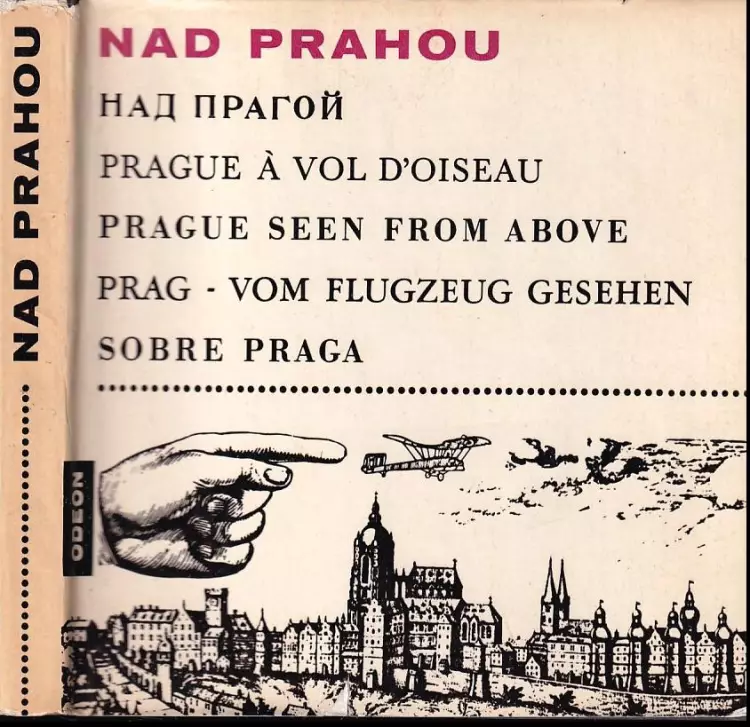 NAD PRAHOU
NAD PRAHOU
НАД ПРАГОЙ
PRAGUE À VOL D'OISEAU
PRAGUE SEEN FROM ABOVE
PRAG - VOM FLUGZEUG GESEHEN
SOBRE PRAGA
ODEON